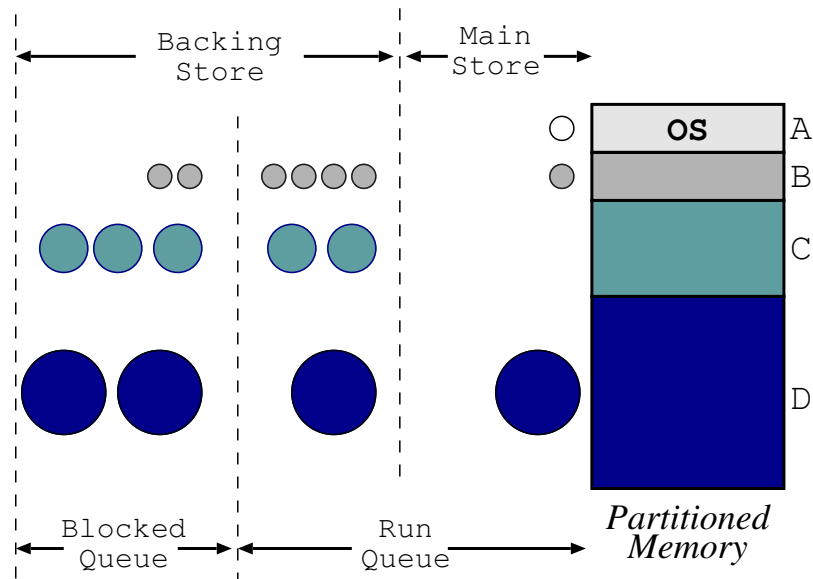 Backing
Store
Main
Store
OS
A
B
C
D
Blocked
Queue
Run
Queue
Partitioned
Memory